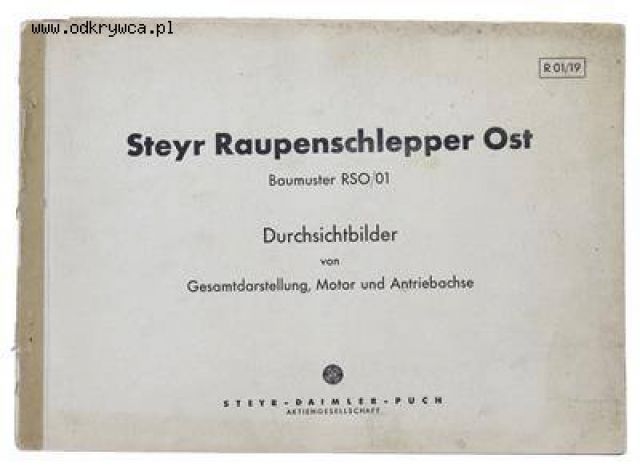 www.odkrywca.pl
R 01/19
Steyr Raupenschlepper Ost
Baumuster RSO/01
Durchsichtbilder
von
Gesamtdarstellung, Motor und Antriebachse
STEYR-DAIMLER-PUCH
AKTIENGESELLSCHAFT